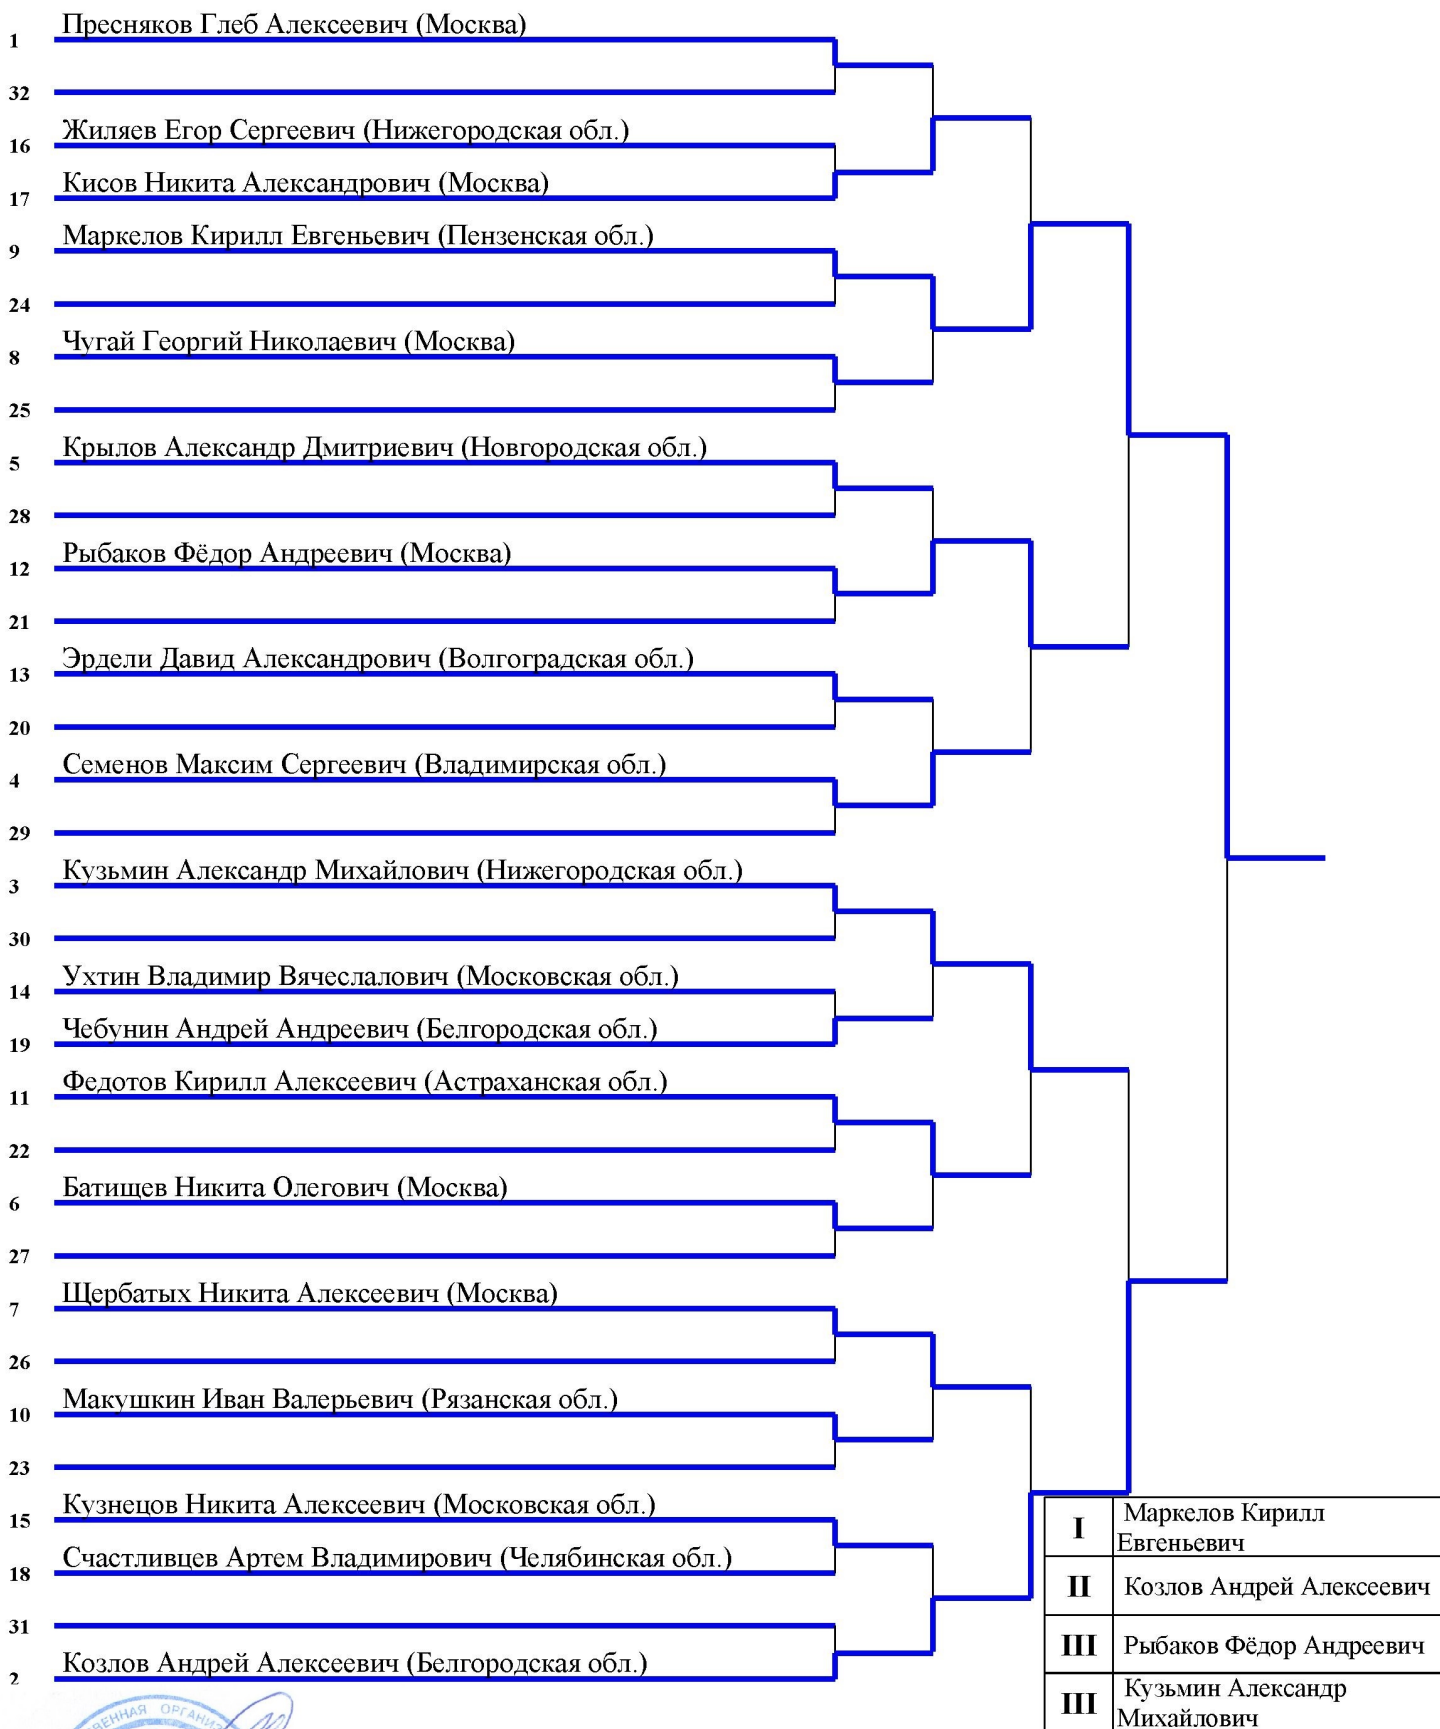 1 Пресняков Глеб Алексеевич (Москва)
32
16 Жиляев Егор Сергеевич (Нижегородская обл.)
17 Кисов Никита Александрович (Москва)
9 Маркелов Кирилл Евгеньевич (Пензенская обл.)
24
8 Чугай Георгий Николаевич (Москва)
25
5 Крылов Александр Дмитриевич (Новгородская обл.)
28
12 Рыбаков Фёдор Андреевич (Москва)
21
13 Эрдели Давид Александрович (Волгоградская обл.)
20
4 Семенов Максим Сергеевич (Владимирская обл.)
29
3 Кузьмин Александр Михайлович (Нижегородская обл.)
30
14 Ухтин Владимир Вячеслалович (Московская обл.)
19 Чебунин Андрей Андреевич (Белгородская обл.)
11 Федотов Кирилл Алексеевич (Астраханская обл.)
22
6 Батищев Никита Олегович (Москва)
27
7 Щербатых Никита Алексеевич (Москва)
26
10 Макушкин Иван Валерьевич (Рязанская обл.)
23
15 Кузнецов Никита Алексеевич (Московская обл.)
18 Счастливцев Артем Владимирович (Челябинская обл.)
31
2 Козлов Андрей Алексеевич (Белгородская обл.)
I Маркелов Кирилл
Евгеньевич
II Козлов Андрей Алексеевич
III Рыбаков Фёдор Андреевич
III Кузьмин Александр
Михайлович